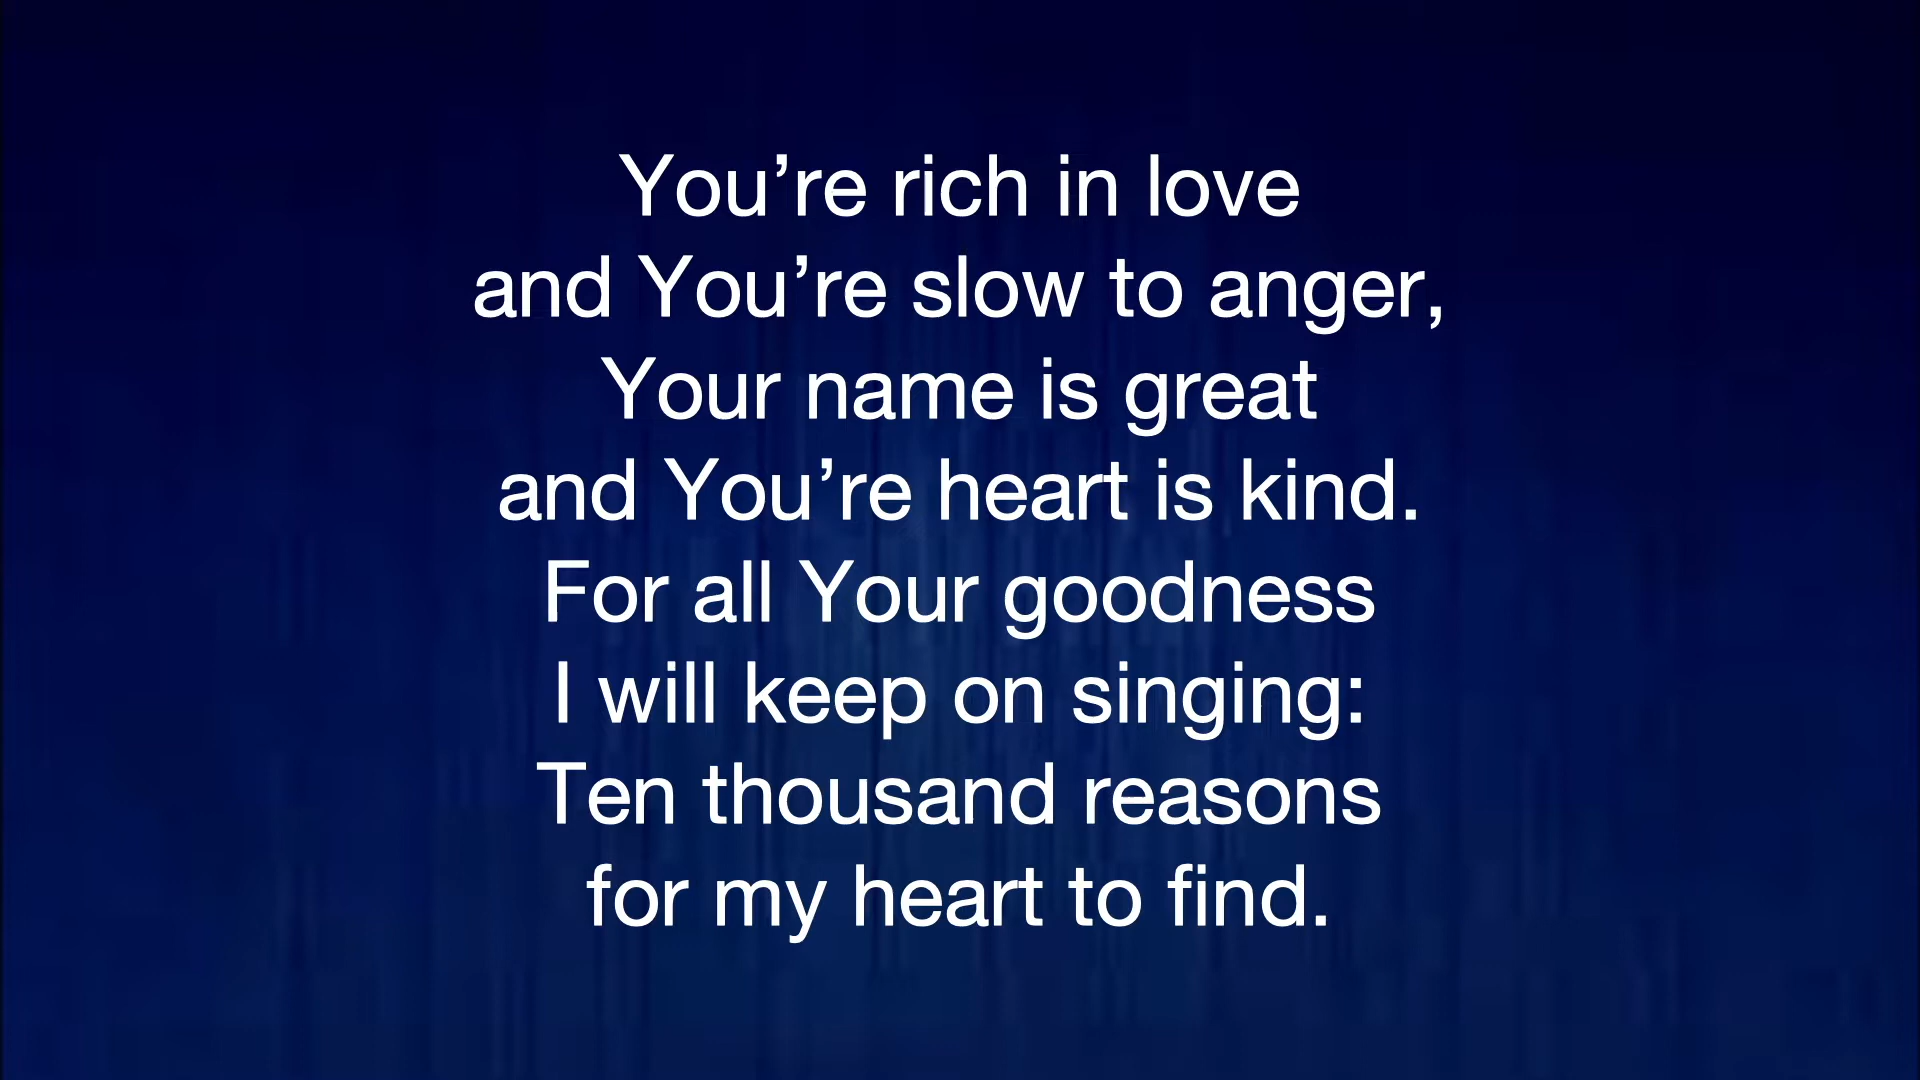 You’re rich in love
and You’re slow to anger,
Your name is great
and You’re heart is kind.
For all Your goodness
I will keep on singing:
Ten thousand reasons
for my heart to find.